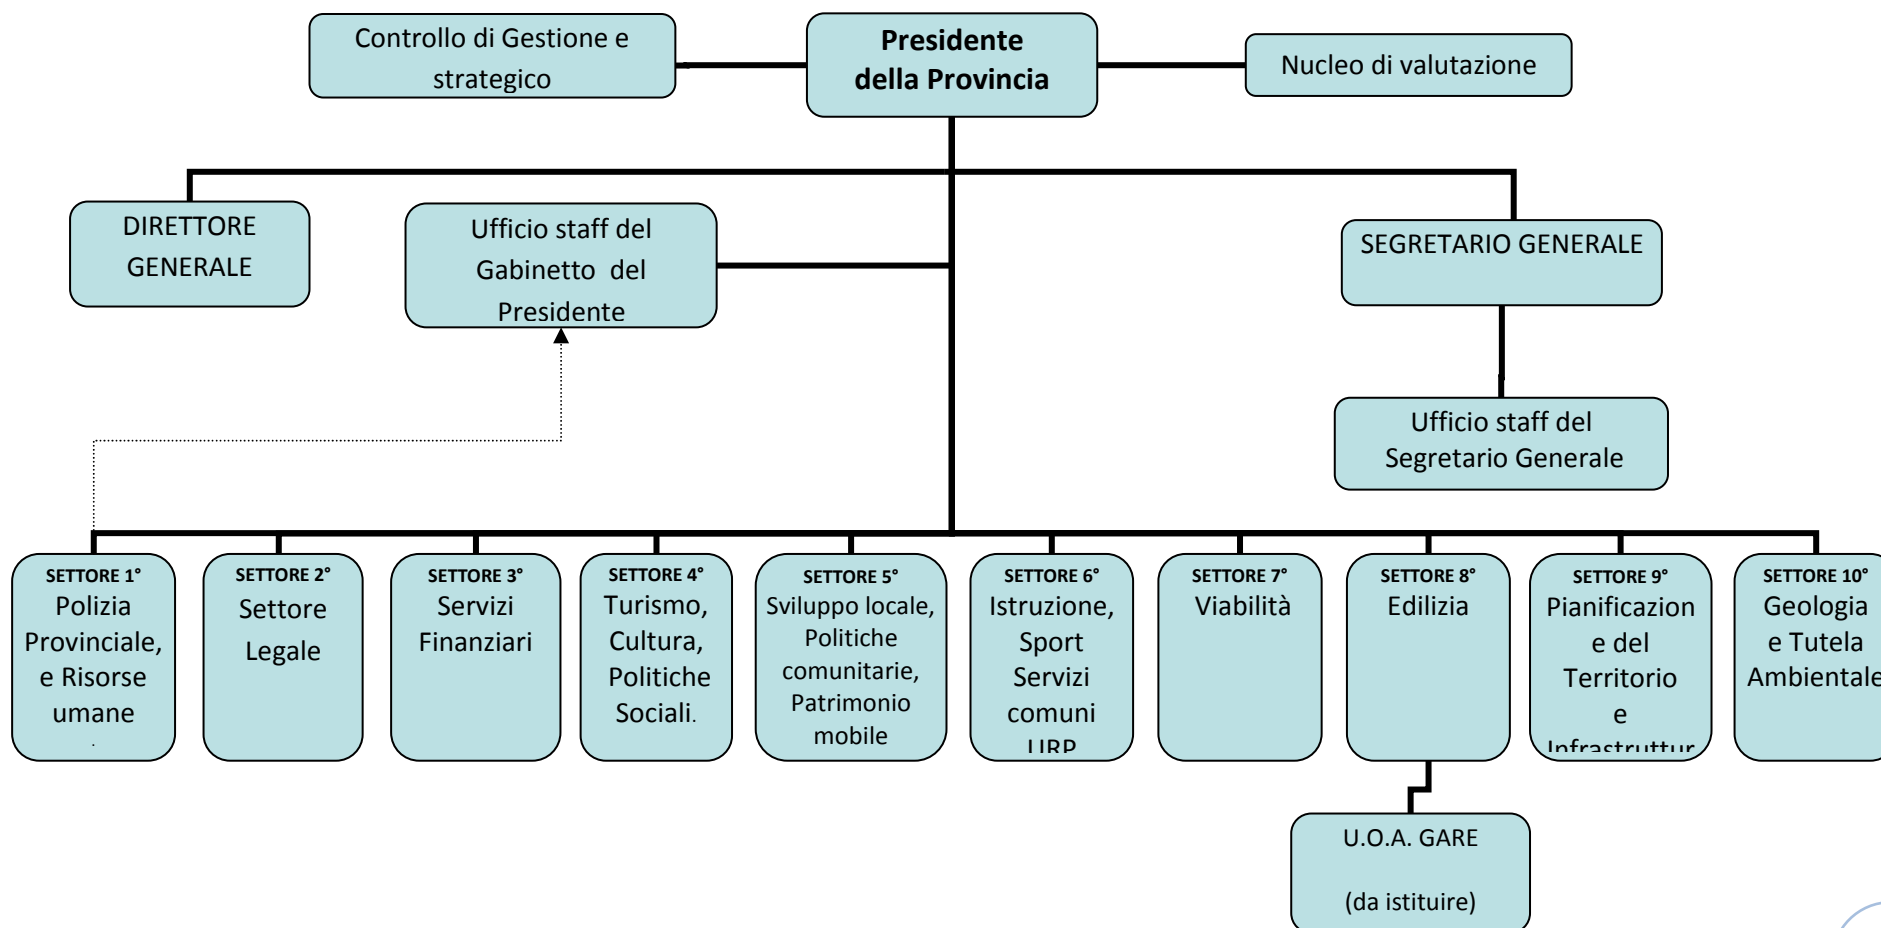 Controllo di Gestione e
strategico
Presidente
della Provincia
Nucleo di valutazione
DIRETTORE
GENERALE
Ufficio staff del
Gabinetto del
Presidente
SEGRETARIO GENERALE
Ufficio staff del
Segretario Generale
SETTORE 1°
Polizia
Provinciale,
e Risorse
umane
.
SETTORE 2°
Settore
Legale
SETTORE 3°
Servizi
Finanziari
SETTORE 4°
Turismo,
Cultura,
Politiche
Sociali.
SETTORE 5°
Sviluppo locale,
Politiche
comunitarie,
Patrimonio
mobile
SETTORE 6°
Istruzione,
Sport
Servizi
comuni
URP
SETTORE 7°
Viabilità
SETTORE 8°
Edilizia
SETTORE 9°
Pianificazion
e del
Territorio
e
Infrastruttur
SETTORE 10°
Geologia
e Tutela
Ambientale
U.O.A. GARE
(da istituire)